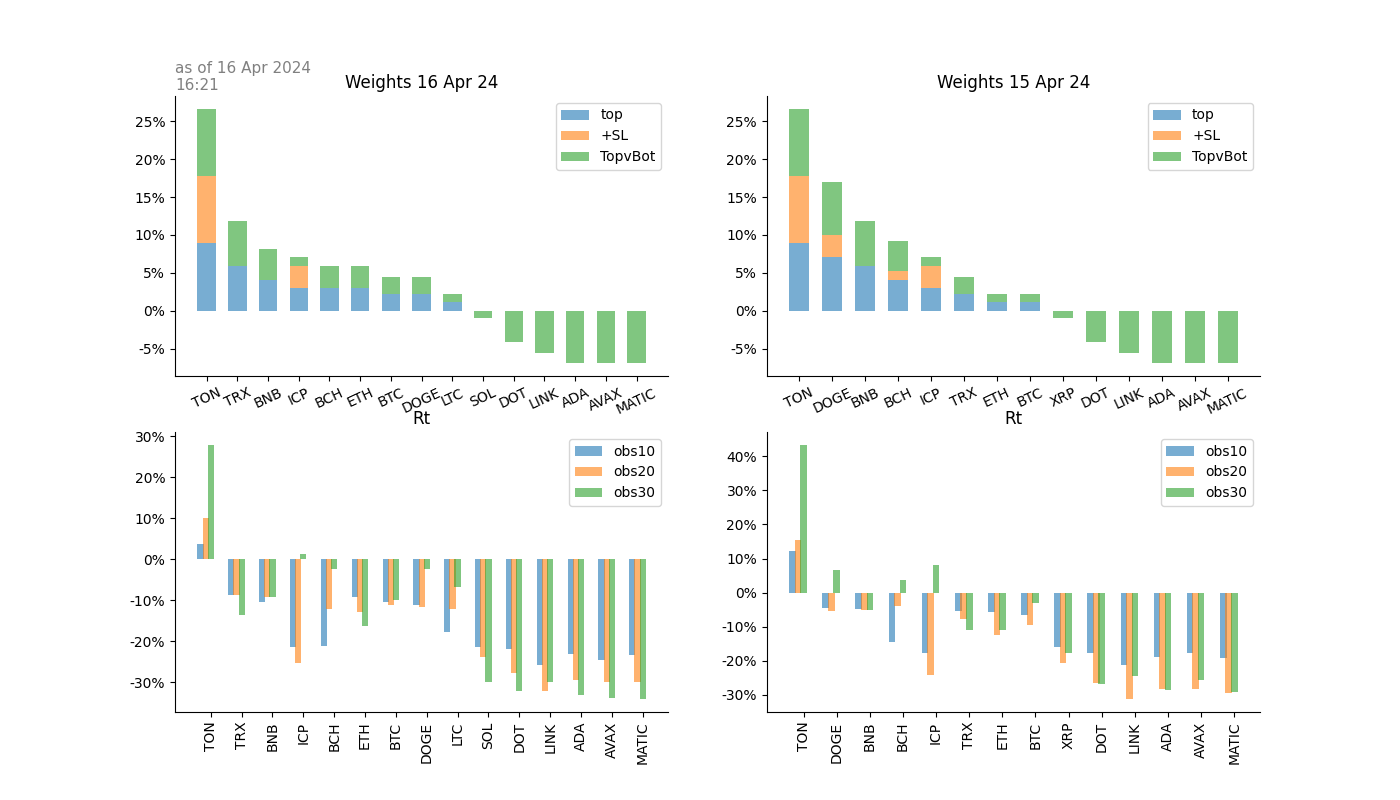 as of 16 Apr 2024
16:21
Weights 16 Apr 24
25%
20%
15%
10%
5%
0%
-5%
top
+SL
TopvBot
TON TRX BNB ICP BCH ETH BTC DOGE LTC SOL DOT LINK ADA AVAX MATIC
Weights 15 Apr 24
25%
20%
15%
10%
5%
0%
-5%
top
+SL
TopvBot
TON DOGE BNB BCH ICP TRX ETH BTC XRP DOT LINK ADA AVAX MATIC
Rt
30%
20%
10%
0%
-10%
-20%
-30%
obs10
obs20
obs30
TON TRX BNB ICP BCH ETH BTC DOGE LTC SOL DOT LINK ADA AVAX MATIC
Rt
40%
30%
20%
10%
0%
-10%
-20%
-30%
obs10
obs20
obs30
TON DOGE BNB BCH ICP TRX ETH BTC XRP DOT LINK ADA AVAX MATIC